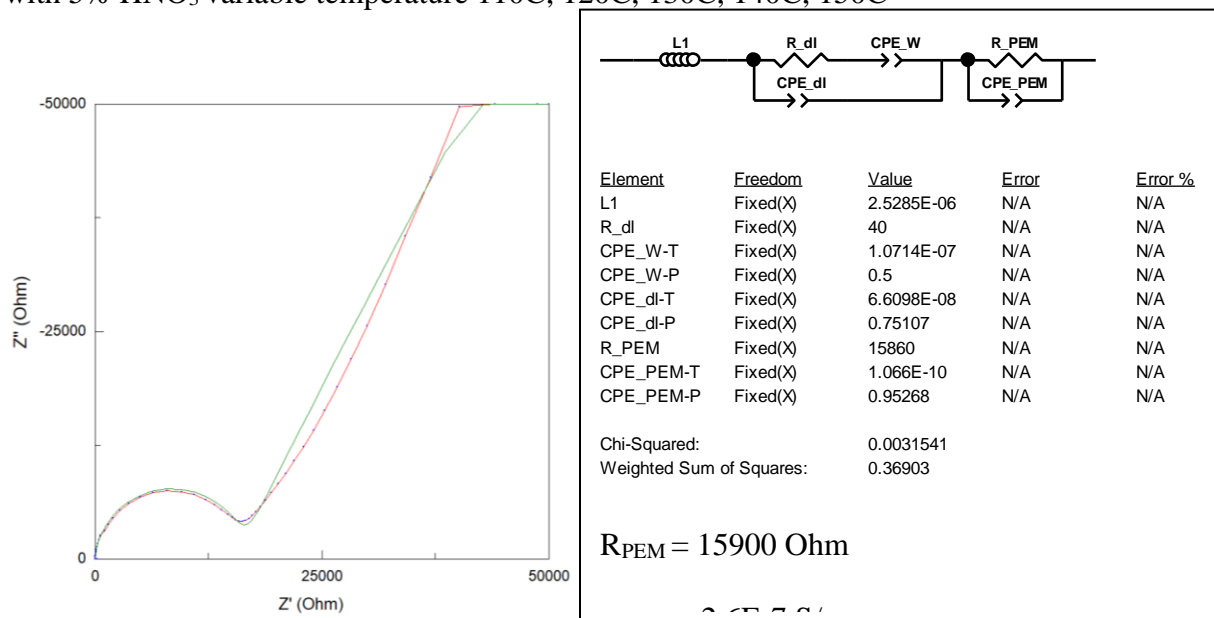 with 5% HNO₃ variable temperature 110C, 120C, 130C, 140C, 150C
L1 R_dl CPE_W R_PEM
CPE_dl CPE_PEM
-50000
-25000
0
Z'' (Ohm)
0 25000 50000
Z' (Ohm)
Element Freedom Value Error Error %
L1 Fixed(X) 2.5285E-06 N/A N/A
R_dl Fixed(X) 40 N/A N/A
CPE_W-T Fixed(X) 1.0714E-07 N/A N/A
CPE_W-P Fixed(X) 0.5 N/A N/A
CPE_dl-T Fixed(X) 6.6098E-08 N/A N/A
CPE_dl-P Fixed(X) 0.75107 N/A N/A
R_PEM Fixed(X) 15860 N/A N/A
CPE_PEM-T Fixed(X) 1.066E-10 N/A N/A
CPE_PEM-P Fixed(X) 0.95268 N/A N/A
Chi-Squared: 0.0031541
Weighted Sum of Squares: 0.36903
R_PEM = 15900 Ohm